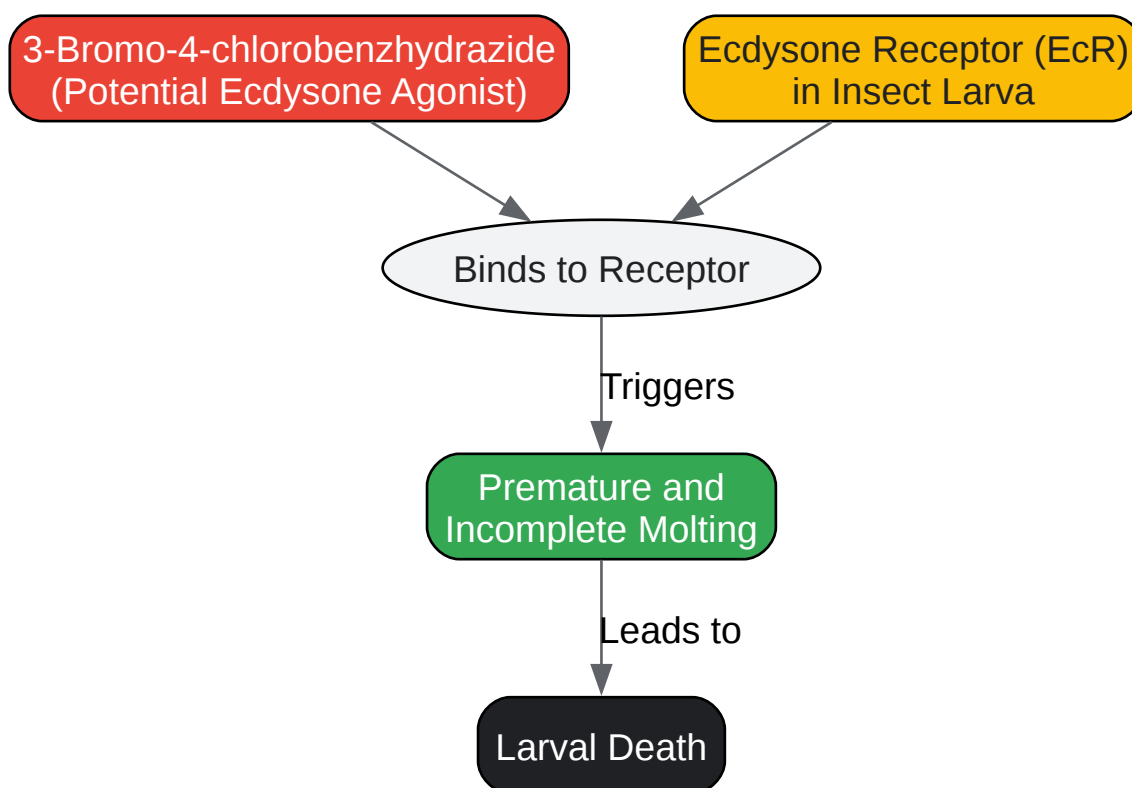 3-Bromo-4-chlorobenzhydrazide
(Potential Ecdysone Agonist)
Ecdysone Receptor (EcR)
in Insect Larva
Binds to Receptor
Triggers
Premature and
Incomplete Molting
Leads to
Larval Death